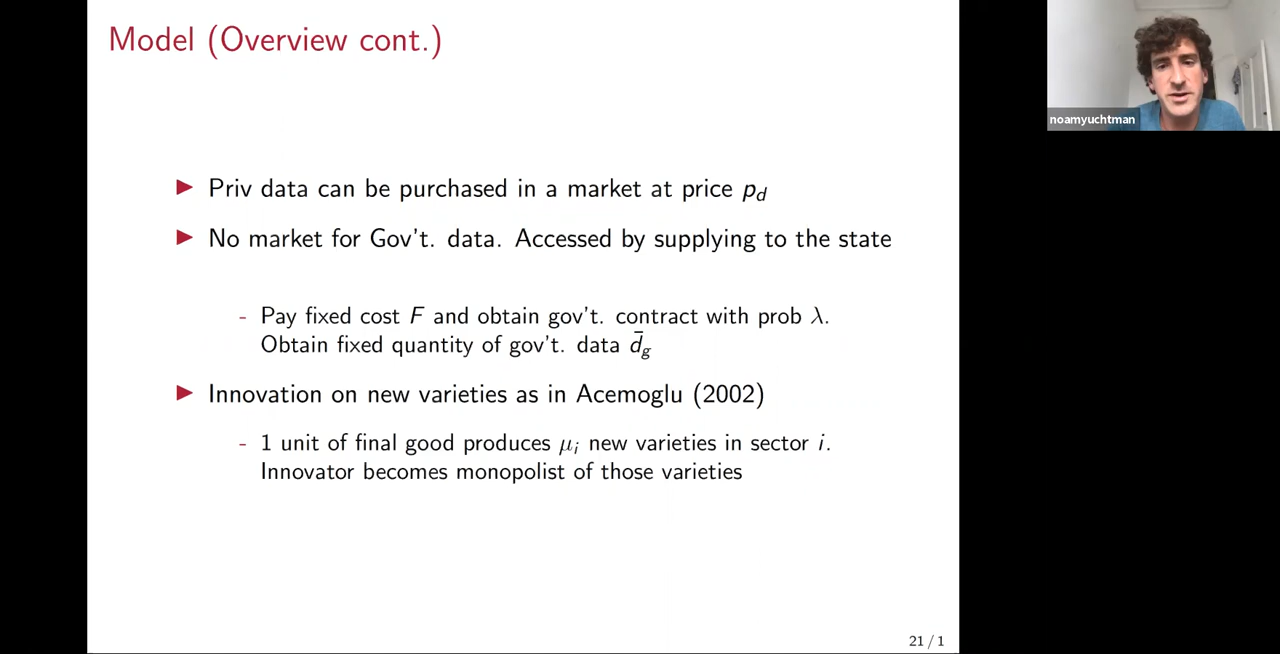 Model (Overview cont.)
noamyuchtman
▶ Priv data can be purchased in a market at price p_d
▶ No market for Gov't. data. Accessed by supplying to the state
- Pay fixed cost F and obtain gov't. contract with prob λ.
Obtain fixed quantity of gov't. data d̄_g
▶ Innovation on new varieties as in Acemoglu (2002)
- 1 unit of final good produces μ_i new varieties in sector i.
Innovator becomes monopolist of those varieties
21 / 1